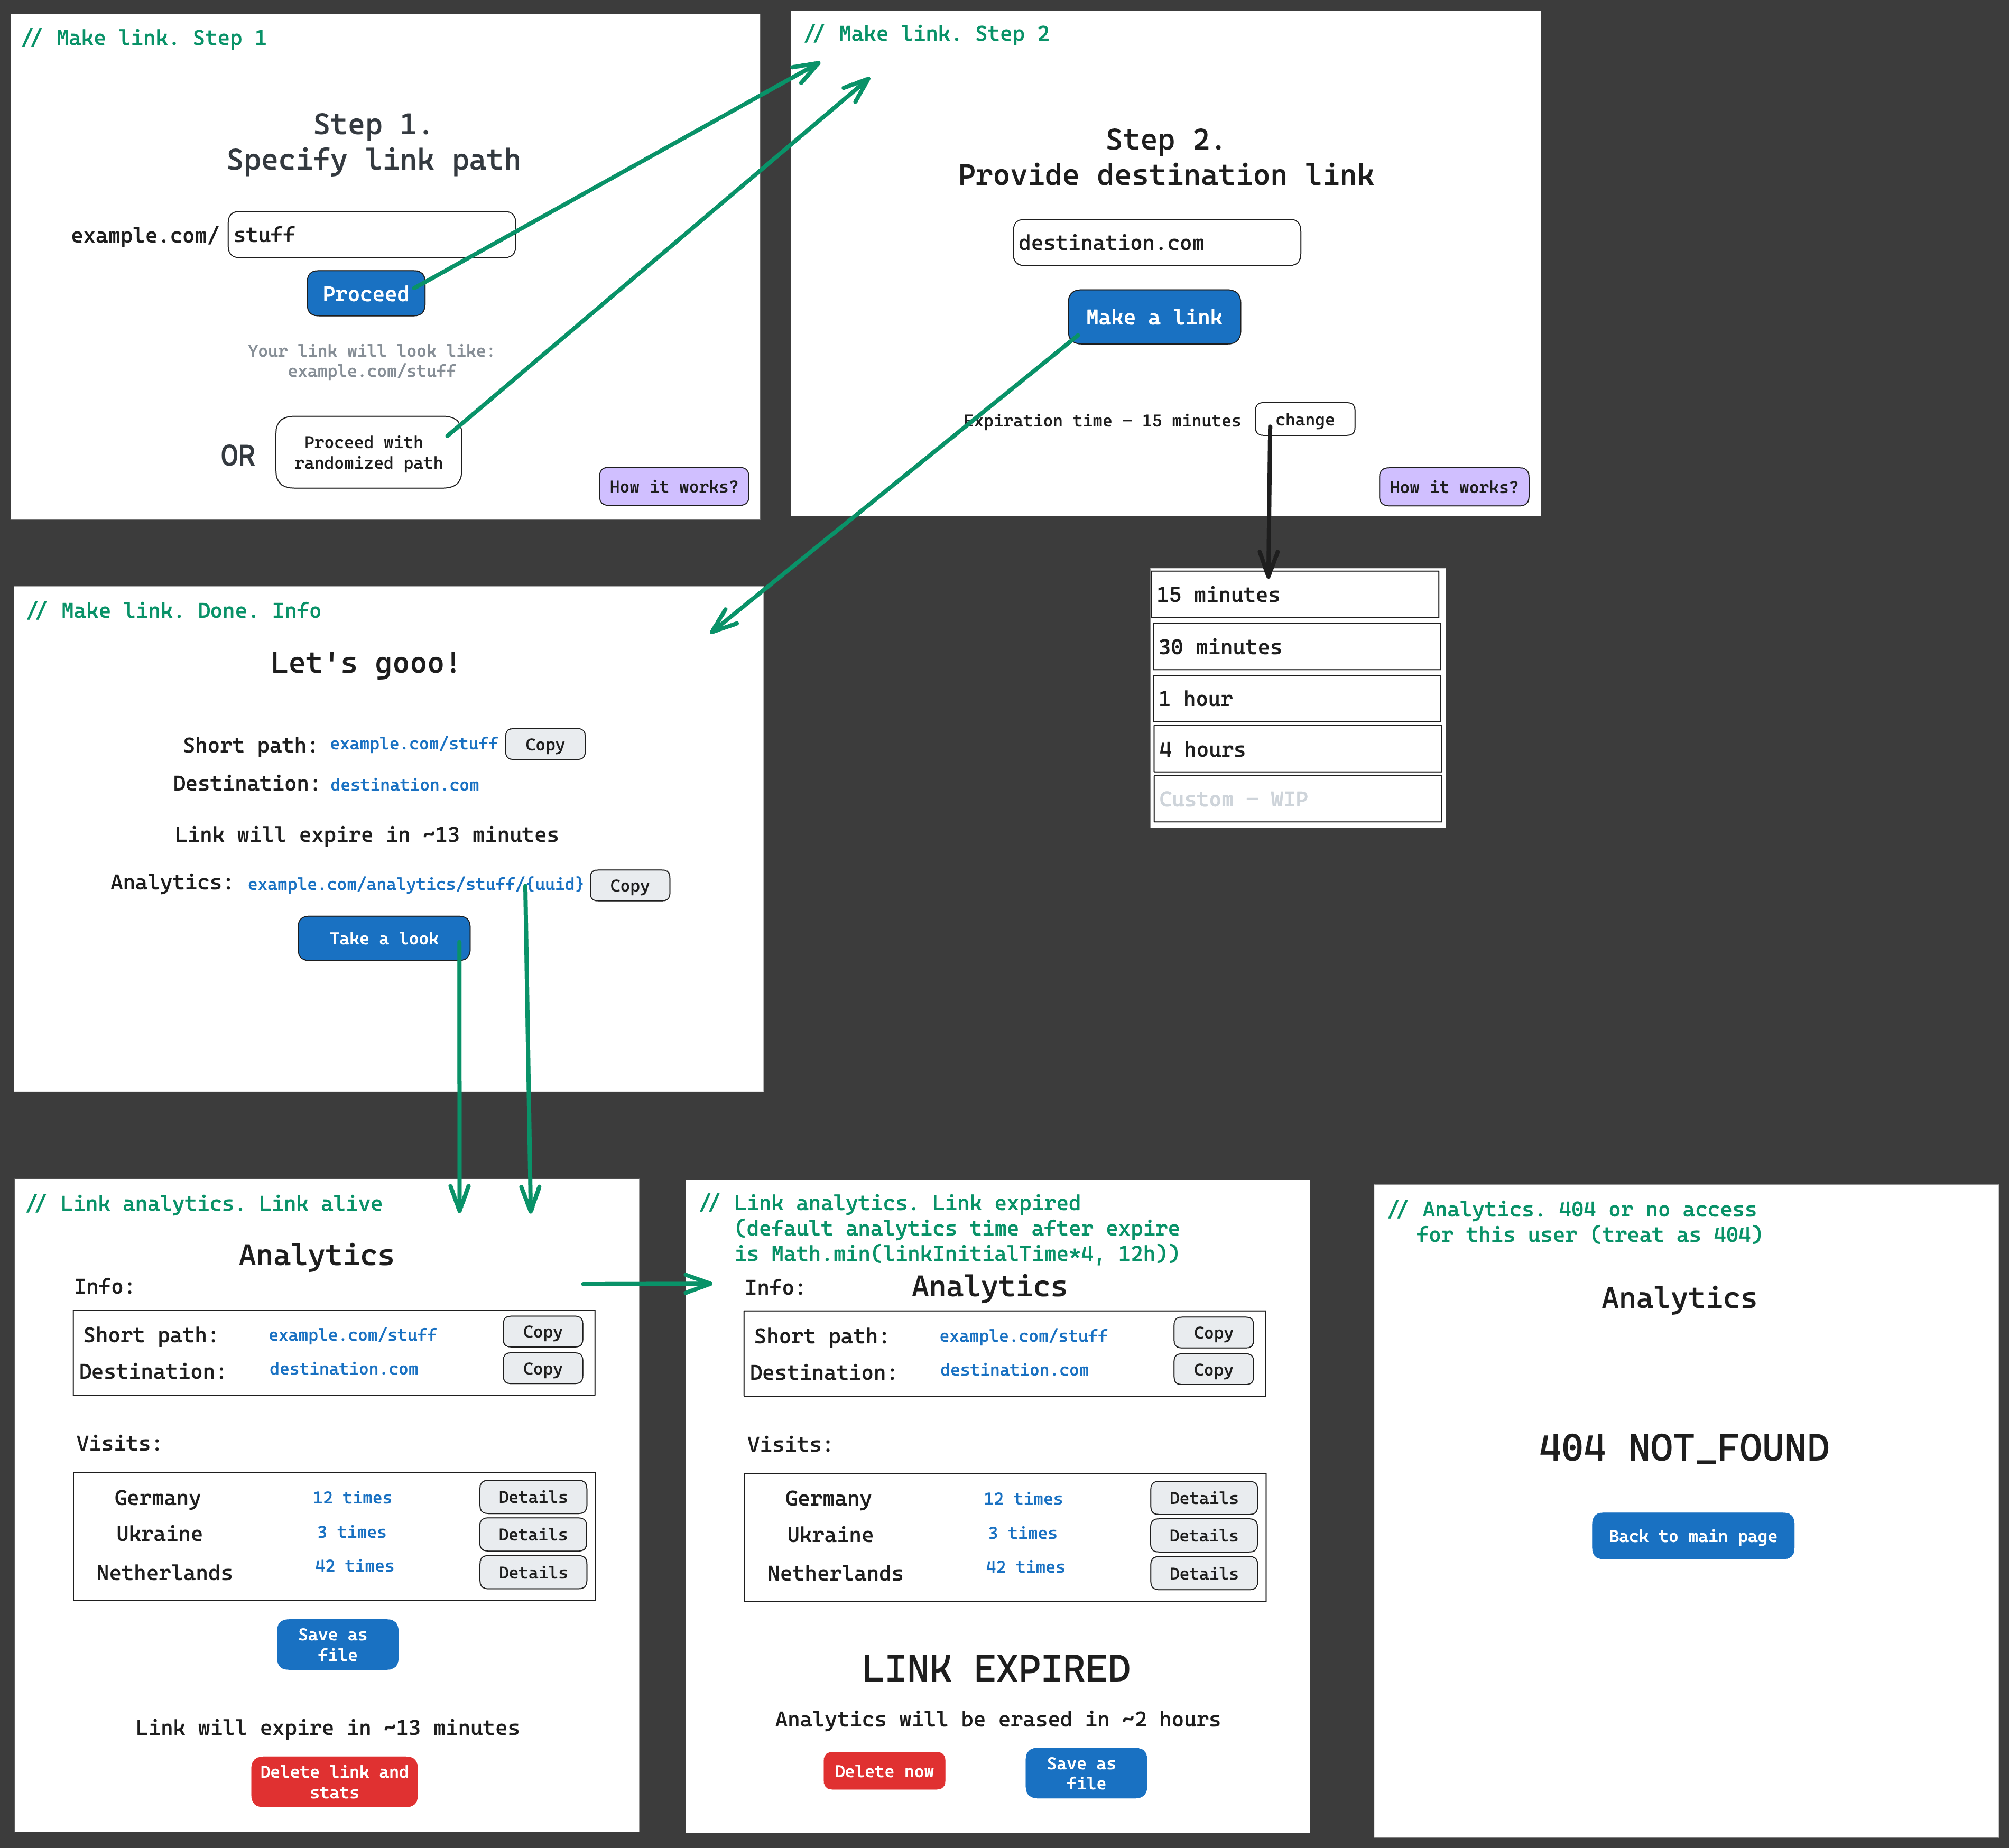 // Make link. Step 1
Step 1.
Specify link path
example.com/ stuff
Proceed
Your link will look like:
example.com/stuff
OR
Proceed with
randomized path
How it works?
// Make link. Step 2
Step 2.
Provide destination link
destination.com
Make a link
Expiration time – 15 minutes change
How it works?
15 minutes
30 minutes
1 hour
4 hours
Custom – WIP
// Make link. Done. Info
Let's gooo!
Short path: example.com/stuff Copy
Destination: destination.com
Link will expire in ~13 minutes
Analytics: example.com/analytics/stuff/{uuid} Copy
Take a look
// Link analytics. Link alive
Analytics
Info:
Short path: example.com/stuff Copy
Destination: destination.com Copy
Visits:
Germany 12 times Details
Ukraine 3 times Details
Netherlands 42 times Details
Save as
file
Link will expire in ~13 minutes
Delete link and
stats
// Link analytics. Link expired
(default analytics time after expire
is Math.min(linkInitialTime*4, 12h))
Info: Analytics
Short path: example.com/stuff Copy
Destination: destination.com Copy
Visits:
Germany 12 times Details
Ukraine 3 times Details
Netherlands 42 times Details
LINK EXPIRED
Analytics will be erased in ~2 hours
Delete now
Save as
file
// Analytics. 404 or no access
for this user (treat as 404)
Analytics
404 NOT_FOUND
Back to main page